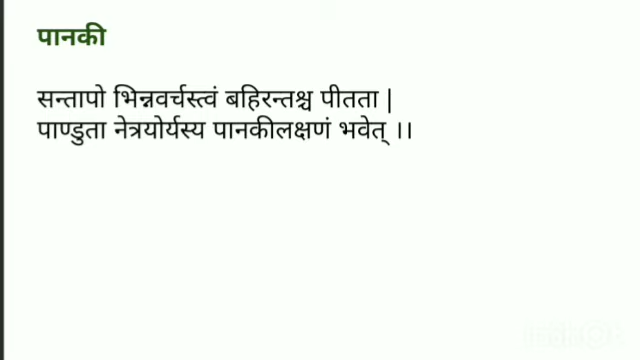 पानकी
सन्तापो भिन्नवर्चस्त्वं बहिरन्तश्च पीतता |
पाण्डुता नेत्रयोर्यस्य पानकीलक्षणं भवेत् ।।